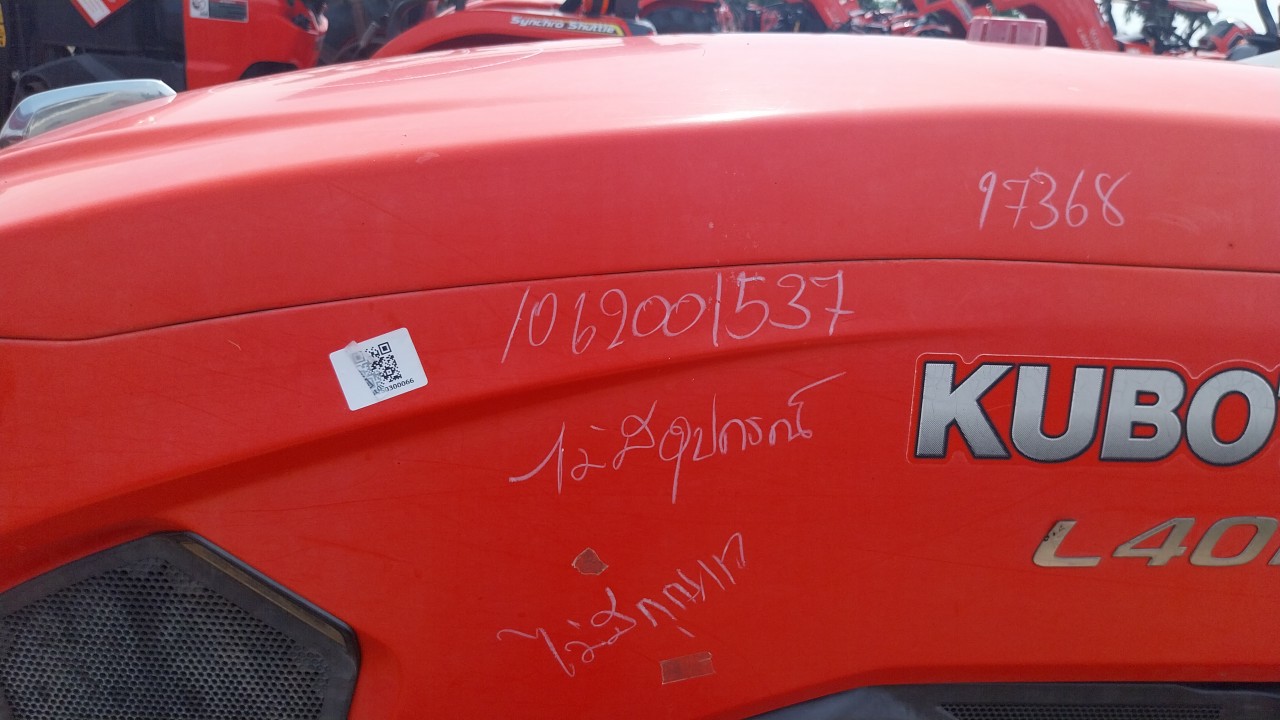 Synchro Shuttle
97368
1062001537
KUBO
ไม่มีอุปกรณ์
L40
ไม่มีกุญแจ